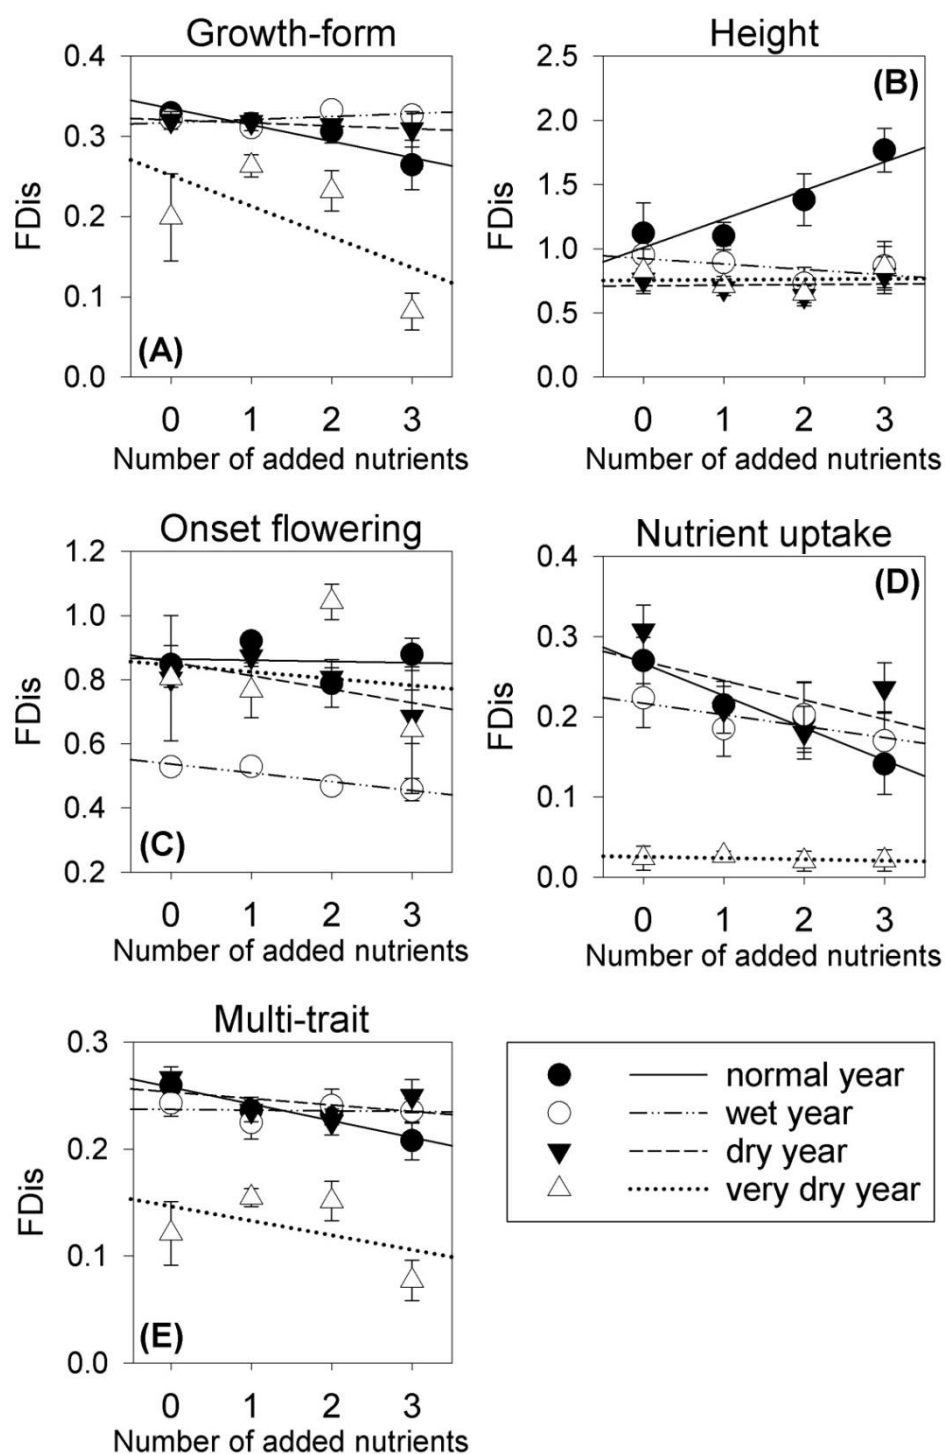 Growth-form
FDis
0.4
0.3
0.2
0.1
0.0
(A)
0 1 2 3
Number of added nutrients
Height
FDis
2.5
2.0
1.5
1.0
0.5
0.0
(B)
0 1 2 3
Number of added nutrients
Onset flowering
FDis
1.2
1.0
0.8
0.6
0.4
0.2
(C)
0 1 2 3
Number of added nutrients
Nutrient uptake
FDis
0.4
0.3
0.2
0.1
0.0
(D)
0 1 2 3
Number of added nutrients
Multi-trait
FDis
0.3
0.2
0.1
0.0
(E)
0 1 2 3
Number of added nutrients
normal year
wet year
dry year
very dry year